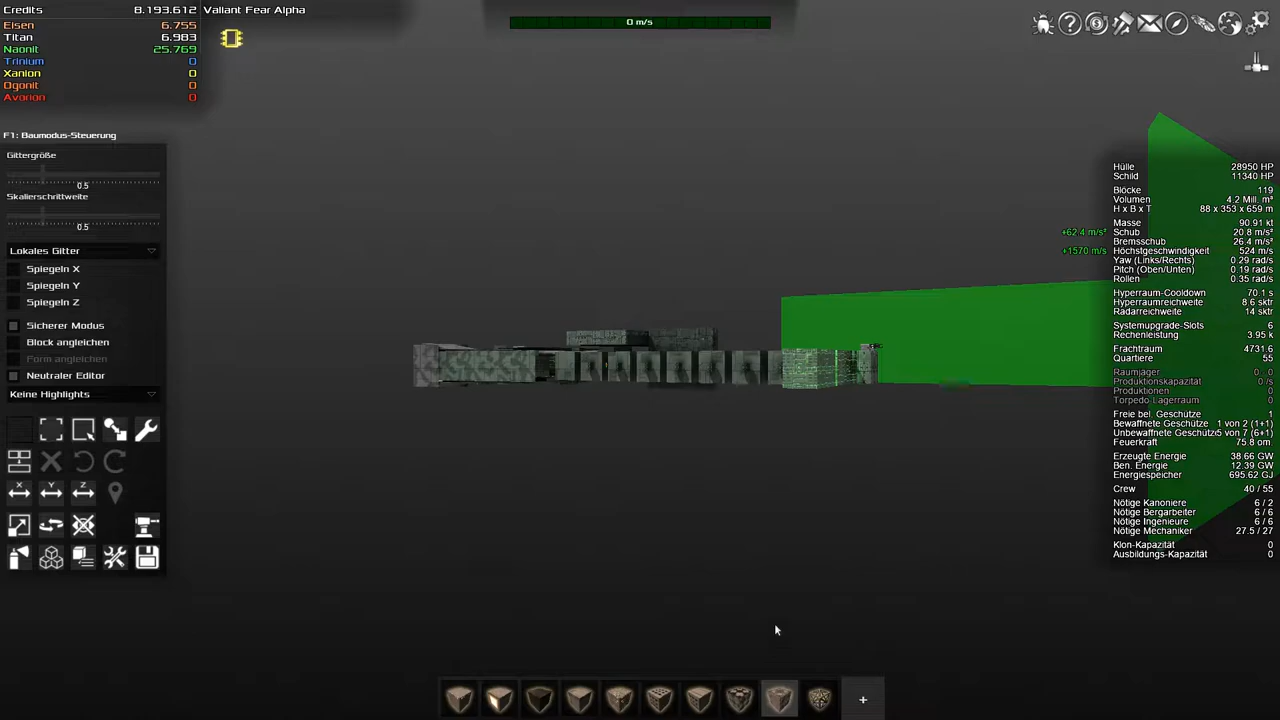 Credits 8.193.612 Valiant Fear Alpha
Eisen 6.755
Titan 6.983
Naonit 25.769
Trinium 0
Xanion 0
Ogonit 0
Avorion 0
0 m/s
F1: Baumodus-Steuerung
Gittergröße
0.5
Skalierschrittweite
0.5
Lokales Gitter
Spiegeln X
Spiegeln Y
Spiegeln Z
Sicherer Modus
Block angleichen
Form angleichen
Neutraler Editor
Keine Highlights
X Y Z
Hülle 28950 HP
Schild 11340 HP
Blöcke 119
Volumen 4.2 Mill. m³
H x B x T 88 x 353 x 659 m
Masse 90.91 kt
+62.4 m/s² Schub 20.8 m/s²
Bremsschub 26.4 m/s²
+1570 m/s Höchstgeschwindigkeit 524 m/s
Yaw (Links/Rechts) 0.29 rad/s
Pitch (Oben/Unten) 0.19 rad/s
Rollen 0.35 rad/s
Hyperraum-Cooldown 70.1 s
Hyperraumreichweite 8.6 sktr
Radarreichweite 14 sktr
Systemupgrade-Slots 6
Rechenleistung 3.95 k
Frachtraum 4731.6
Quartiere 55
Raumjäger 0
Produktionskapazität 0 /s
Produktionen 0
Torpedo-Lagerraum 0
Freie bel. Geschütze 1
Bewaffnete Geschütze 1 von 2 (1+1)
Unbewaffnete Geschütze 5 von 7 (6+1)
Feuerkraft 75.8 om
Erzeugte Energie 38.66 GW
Ben. Energie 12.39 GW
Energiespeicher 695.62 GJ
Crew 40 / 55
Nötige Kanoniere 6 / 2
Nötige Bergarbeiter 6 / 6
Nötige Ingenieure 6 / 6
Nötige Mechaniker 27.5 / 27
Klon-Kapazität 0
Ausbildungs-Kapazität 0